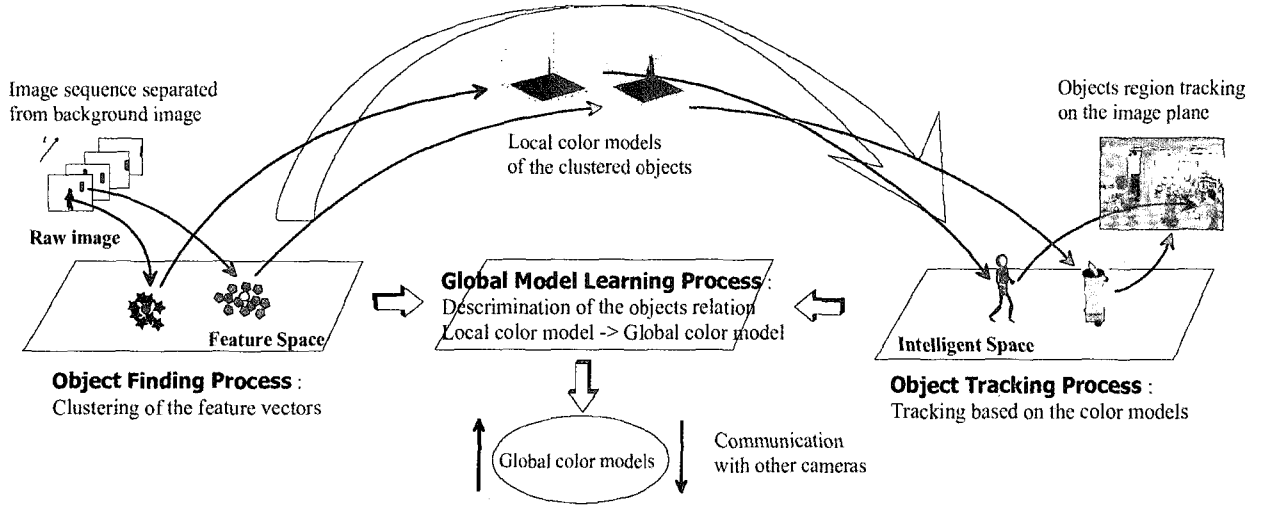 Image sequence separated
from background image
t
Raw image
Local color models
of the clustered objects
Objects region tracking
on the image plane
Feature Space
Object Finding Process :
Clustering of the feature vectors
Global Model Learning Process :
Descrimination of the objects relation
Local color model -> Global color model
Intelligent Space
Object Tracking Process :
Tracking based on the color models
Global color models
Communication
with other cameras